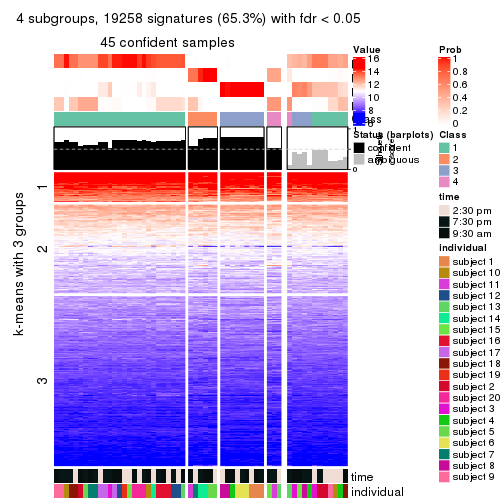 4 subgroups, 19258 signatures (65.3%) with fdr < 0.05
45 confident samples
Value
16
14
12
10
8
6
Prob
1
0.8
0.6
0.4
0.2
0
Status (barplots)
confident
ambiguous
Class
1
2
3
4
time
2:30 pm
7:30 pm
9:30 am
individual
subject 1
subject 10
subject 11
subject 12
subject 13
subject 14
subject 15
subject 16
subject 17
subject 18
subject 19
subject 2
subject 20
subject 3
subject 4
subject 5
subject 6
subject 7
subject 8
subject 9
k-means with 3 groups
1
2
3
0
time
individual